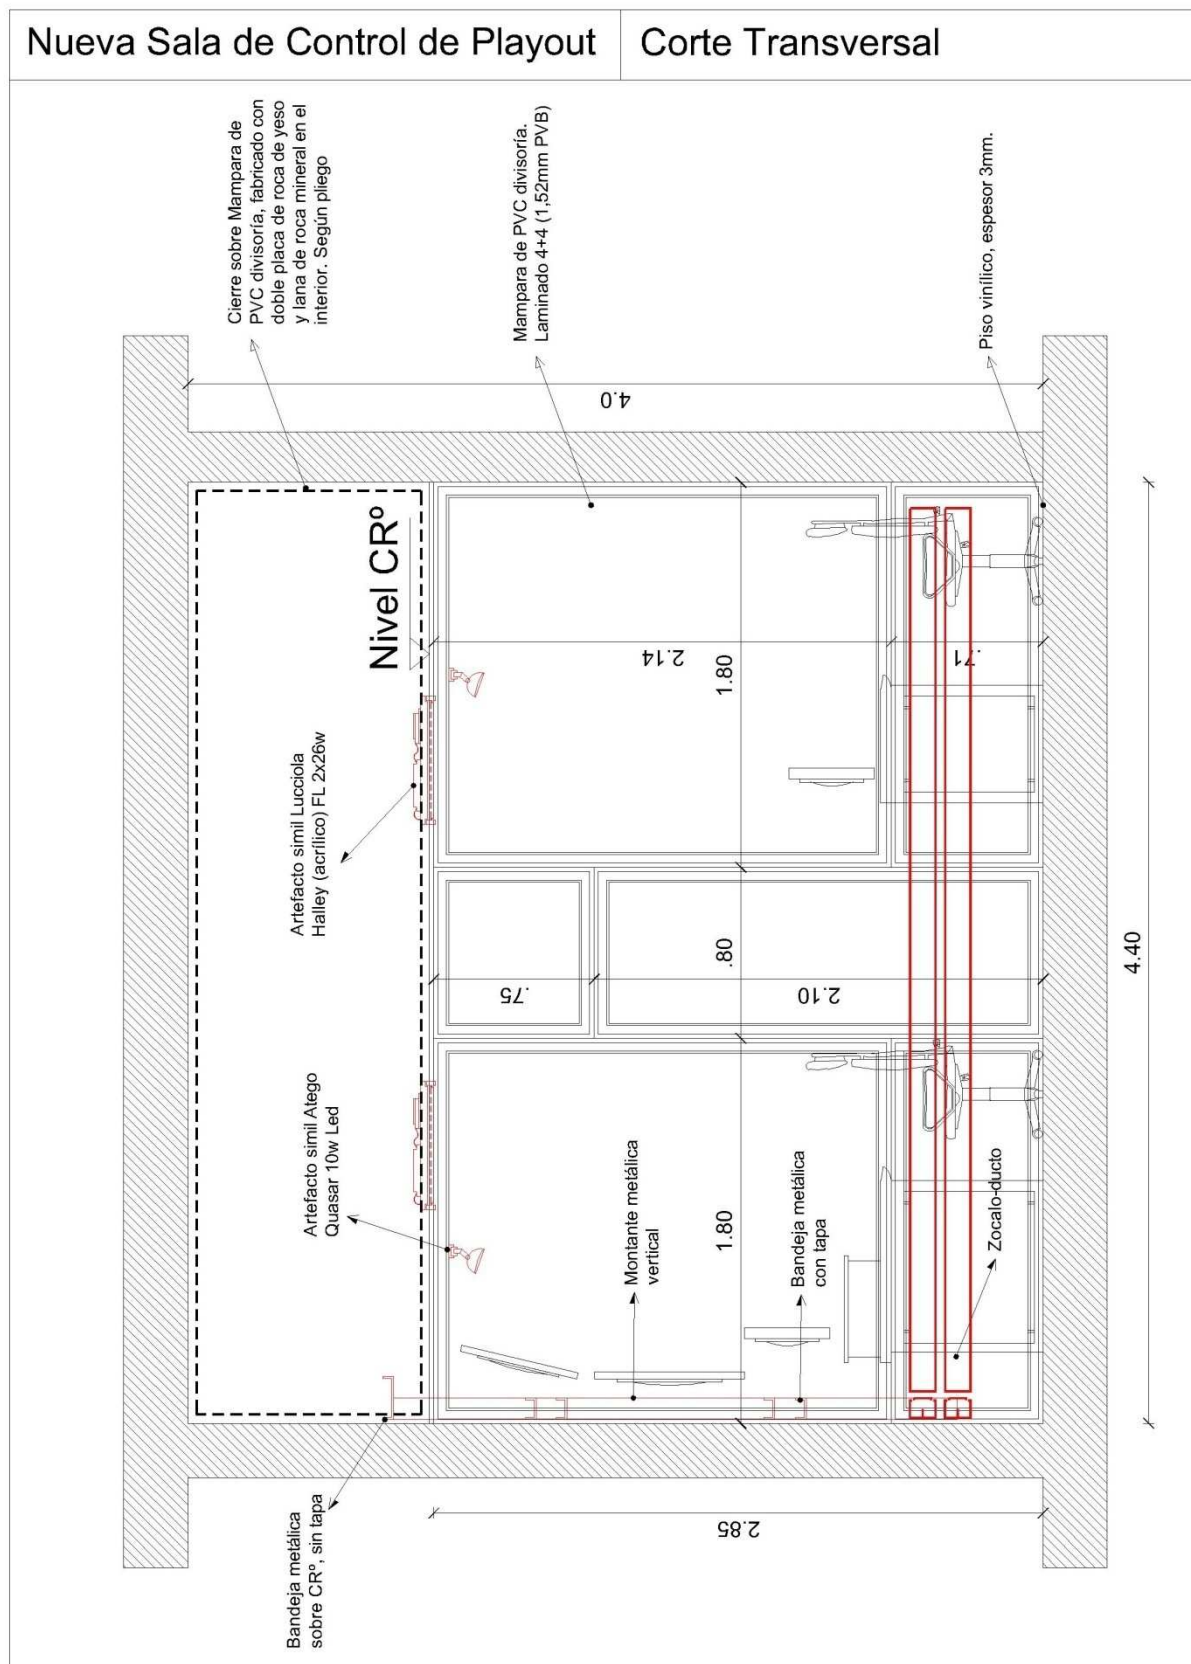 Nueva Sala de Control de Playout
Corte Transversal
Cierre sobre Mampara de
PVC divisoría, fabricado con
doble placa de roca de yeso
y lana de roca mineral en el
interior. Según pliego
Mampara de PVC divisoría.
Laminado 4+4 (1,52mm PVB)
Piso vinílico, espesor 3mm.
4.0
Nivel CRº
2.14
1.80
.71
Artefacto simil Lucciola
Halley (acrílico) FL 2x26w
.75
.80
2.10
4.40
Artefacto simil Atego
Quasar 10w Led
Montante metálica
vertical
1.80
Bandeja metálica
con tapa
Zocalo-ducto
Bandeja metálica
sobre CRº, sin tapa
2.85